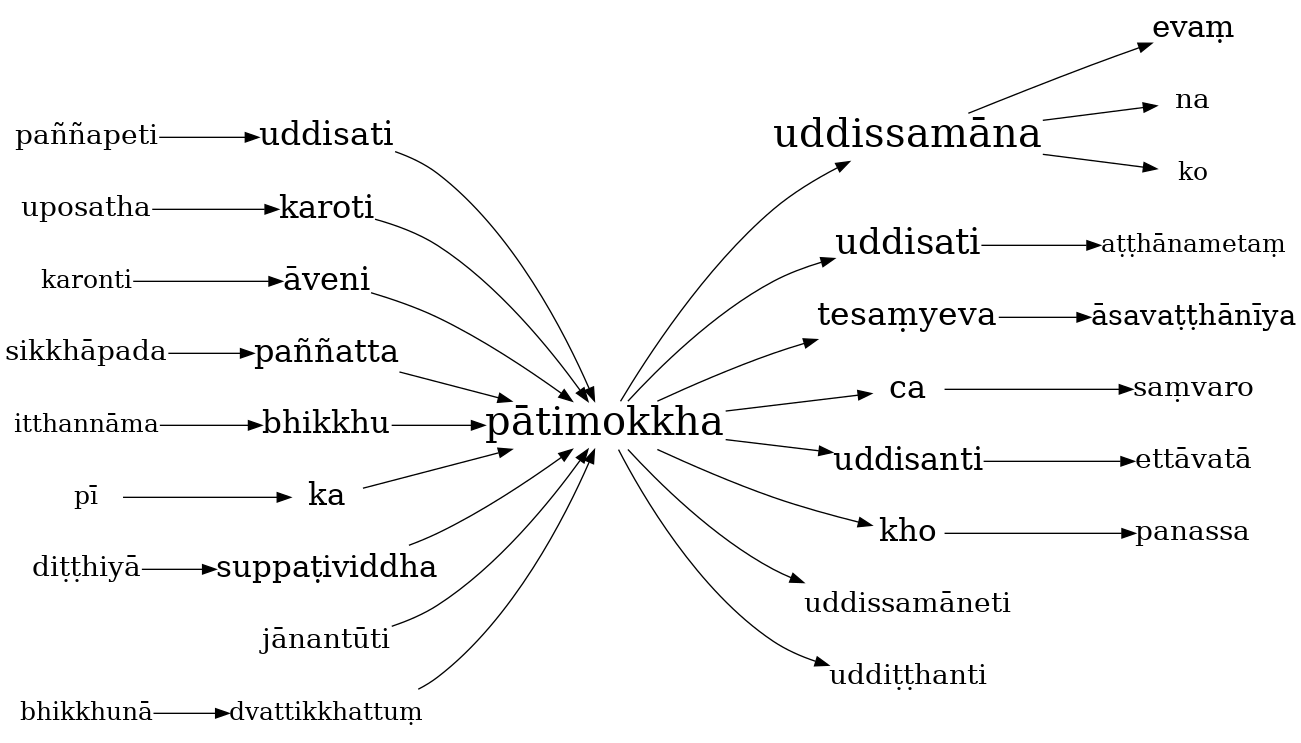 evaṃ
na
uddissamāna
ko
paññapeti uddisati
uposatha karoti
uddisati aṭṭhānametaṃ
karonti āveni
tesaṃyeva āsavaṭṭhānīya
sikkhāpada paññatta
ca saṃvaro
itthannāma bhikkhu pātimokkha
uddisanti ettāvatā
pī ka
kho panassa
diṭṭhiyā suppaṭividdha
uddissamāneti
jānantūti
uddiṭṭhanti
bhikkhunā dvattikkhattuṃ